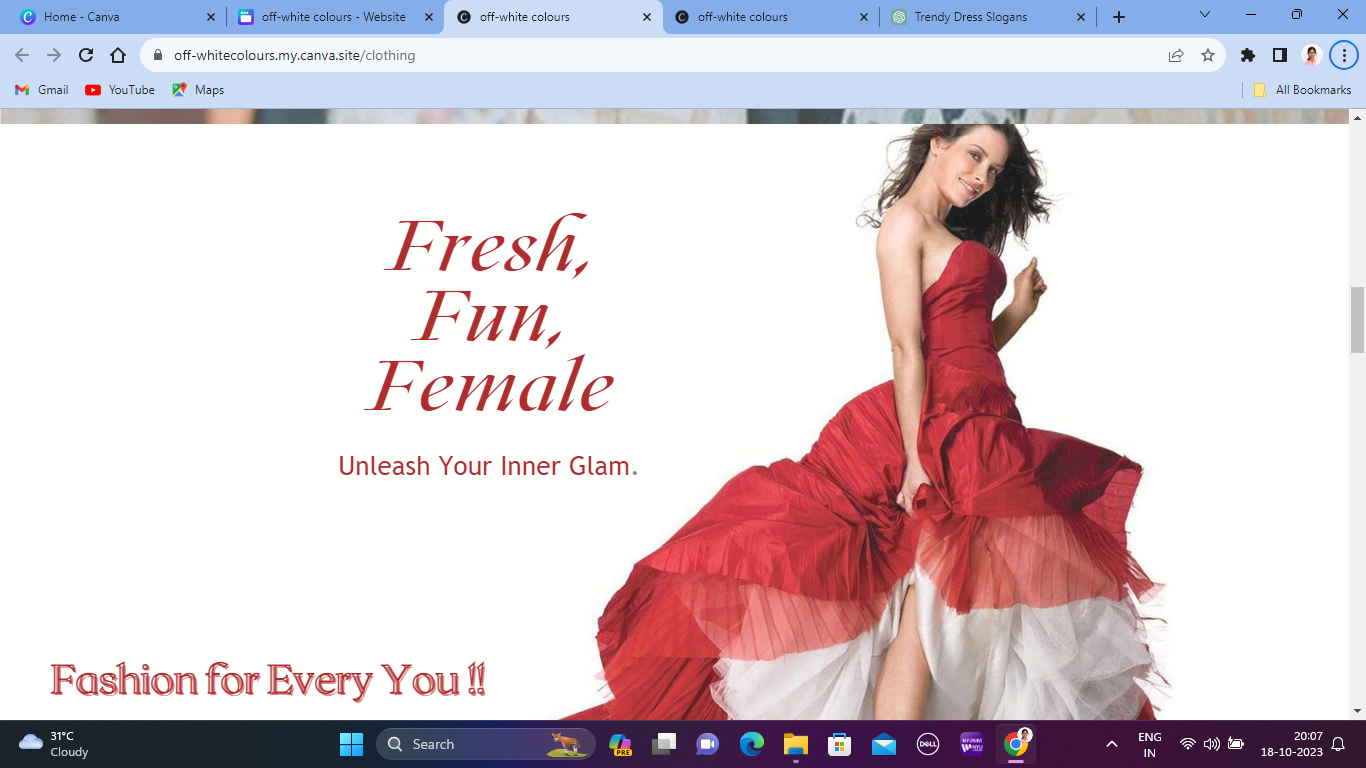 Home - Canva
off-white colours - Website
off-white colours
off-white colours
Trendy Dress Slogans
off-whitecolours.my.canva.site/clothing
Gmail
YouTube
Maps
All Bookmarks
Fresh,
Fun,
Female
Unleash Your Inner Glam.
Fashion for Every You !!
31°C
Cloudy
Search
PRE
DELL
ENG
IN
20:07
18-10-2023